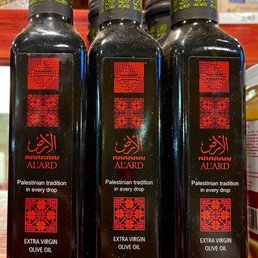 الأرض
AL'ARD
Palestinian tradition
in every drop
EXTRA VIRGIN
OLIVE OIL
الأرض
AL'ARD
Palestinian tradition
in every drop
EXTRA VIRGIN
OLIVE OIL
الأرض
AL'ARD
Palestinian tradition
in every drop
EXTRA VIRGIN
OLIVE OIL